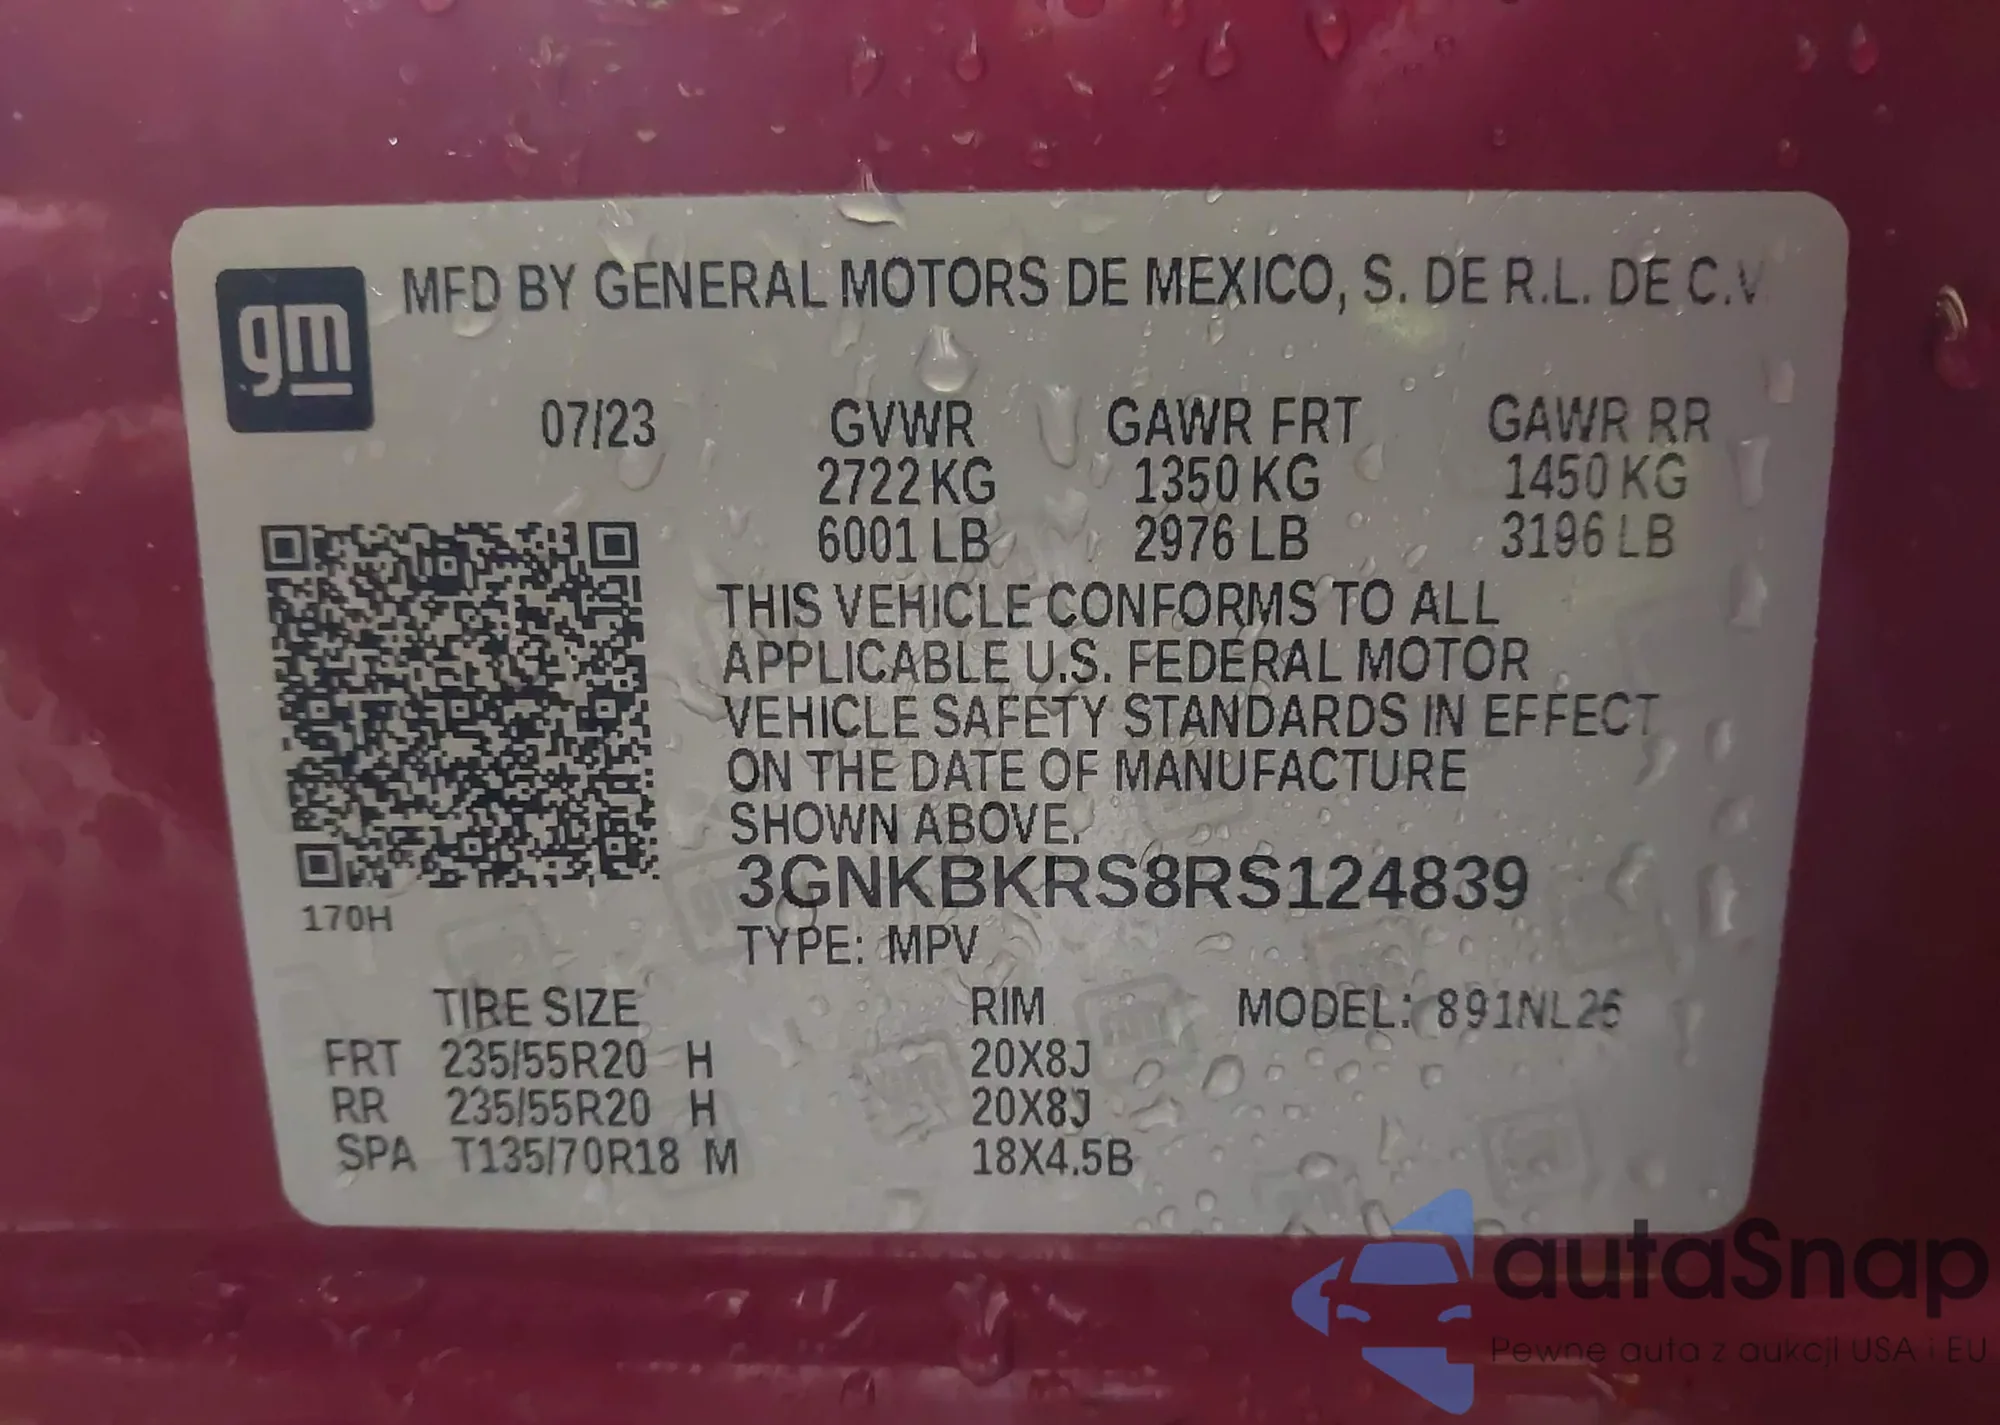 gm
MFD BY GENERAL MOTORS DE MEXICO, S. DE R.L. DE C.V
07/23 GVWR GAWR FRT GAWR RR
2722 KG 1350 KG 1450 KG
6001 LB 2976 LB 3196 LB
THIS VEHICLE CONFORMS TO ALL
APPLICABLE U.S. FEDERAL MOTOR
VEHICLE SAFETY STANDARDS IN EFFECT
ON THE DATE OF MANUFACTURE
SHOWN ABOVE.
3GNKBKRS8RS124839
170H
TYPE: MPV
TIRE SIZE RIM MODEL: 891NL26
FRT 235/55R20 H 20X8J
RR 235/55R20 H 20X8J
SPA T135/70R18 M 18X4.5B
autaSnap
Pewne auta z aukcji USA i EU